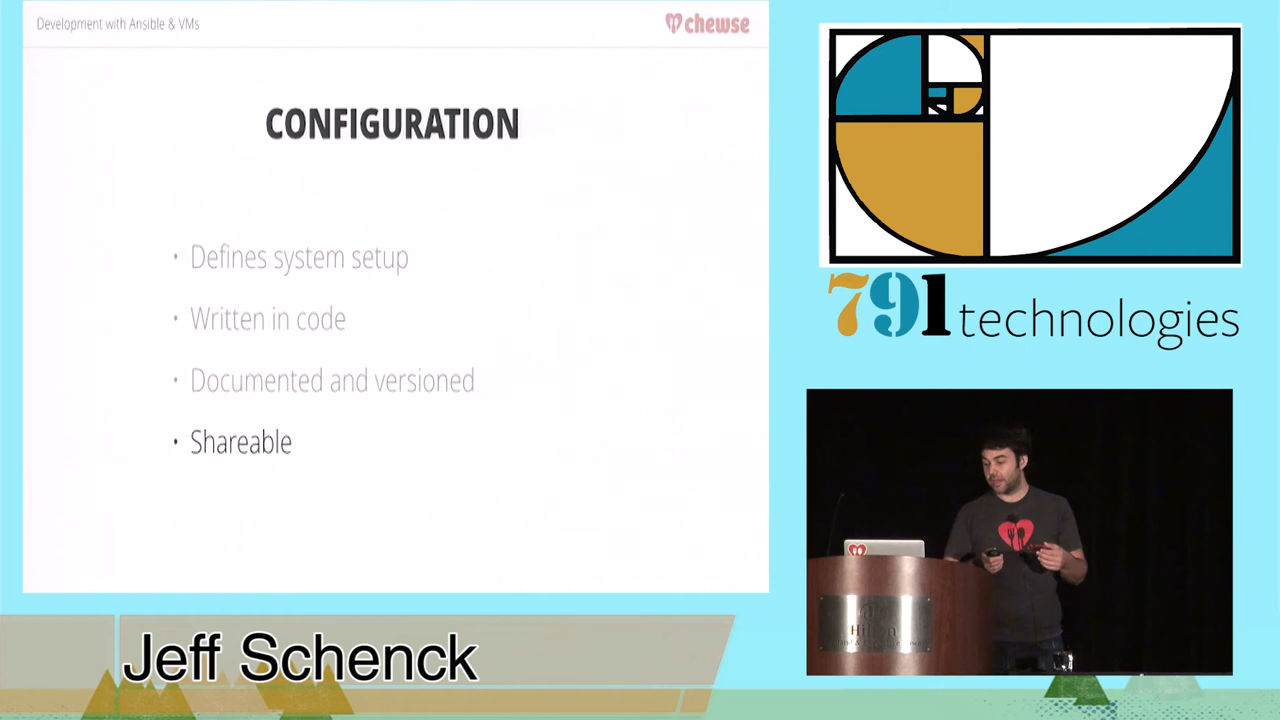 Development with Ansible & VMs
chewse
CONFIGURATION
• Defines system setup
• Written in code
• Documented and versioned
• Shareable
791 technologies
Hilton
Jeff Schenck